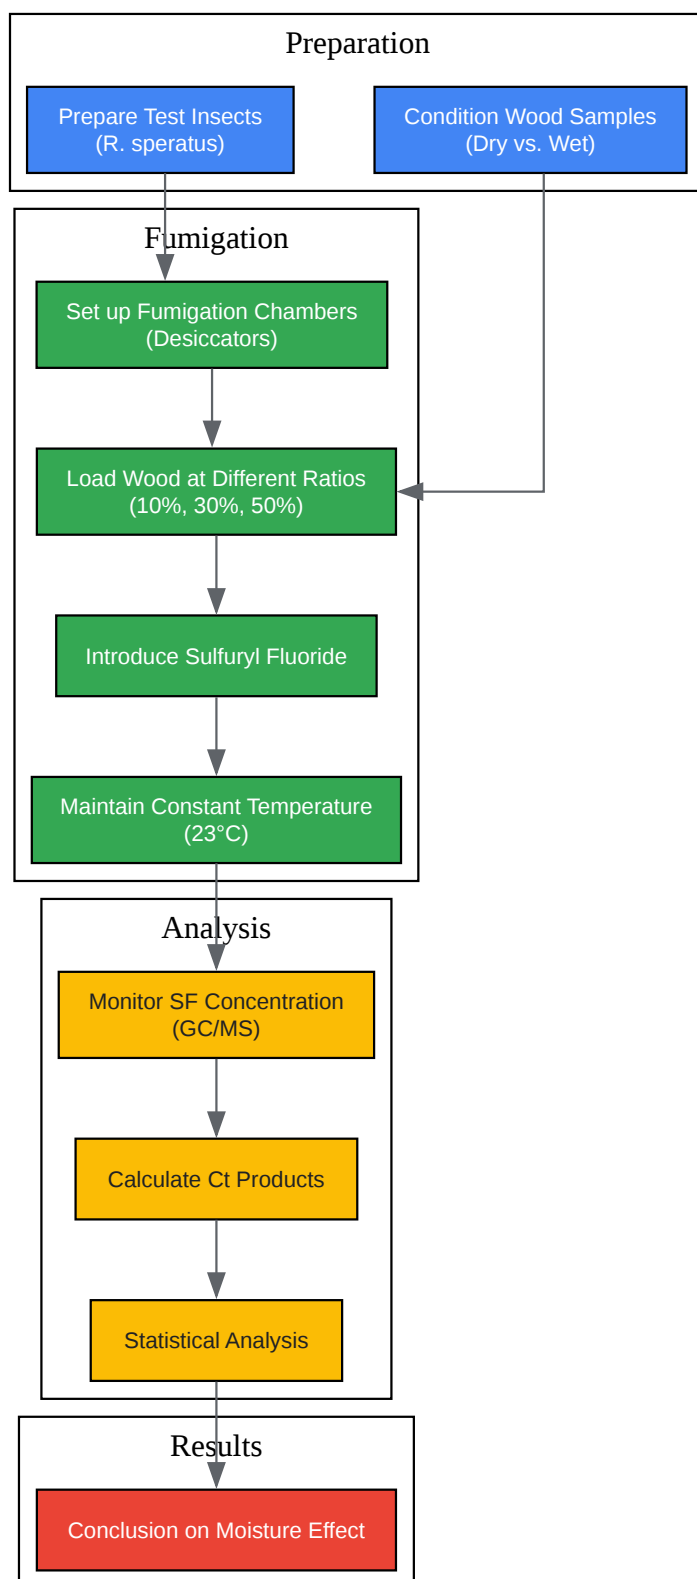 Preparation
Prepare Test Insects
(R. speratus)
Condition Wood Samples
(Dry vs. Wet)
Fumigation
Set up Fumigation Chambers
(Desiccators)
Load Wood at Different Ratios
(10%, 30%, 50%)
Introduce Sulfuryl Fluoride
Maintain Constant Temperature
(23°C)
Analysis
Monitor SF Concentration
(GC/MS)
Calculate Ct Products
Statistical Analysis
Results
Conclusion on Moisture Effect